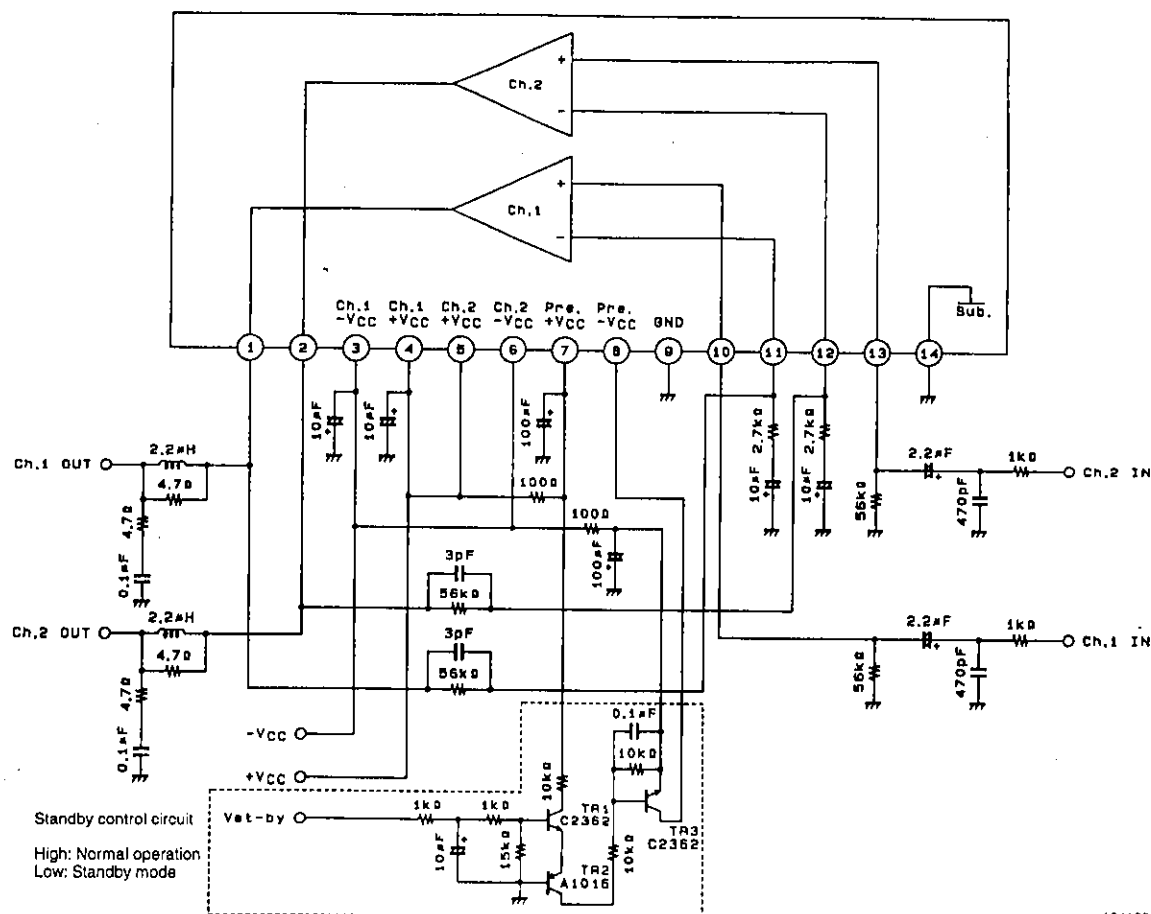 Ch.2
+
-
Ch.1
+
-
Sub.
Ch.1 -VCC
Ch.1 +VCC
Ch.2 +VCC
Ch.2 -VCC
Pre. +VCC
Pre. -VCC
GND
1 2 3 4 5 6 7 8 9 10 11 12 13 14
10µF
+
10µF
+
100µF
+
2.7kΩ
2.7kΩ
10µF
+
10µF
+
Ch.1 OUT
2.2µH
4.7Ω
4.7Ω
0.1µF
100Ω
100Ω
100µF
+
2.2µF
+
1kΩ
Ch.2 IN
56kΩ
470pF
3pF
56kΩ
Ch.2 OUT
2.2µH
4.7Ω
4.7Ω
0.1µF
3pF
56kΩ
2.2µF
+
1kΩ
Ch.1 IN
56kΩ
470pF
-VCC
+VCC
0.1µF
10kΩ
10kΩ
Standby control circuit
Vst-by
1kΩ
1kΩ
TR1
C2362
TR3
C2362
High: Normal operation
Low: Standby mode
10µF
+
15kΩ
10kΩ
TR2
A1016